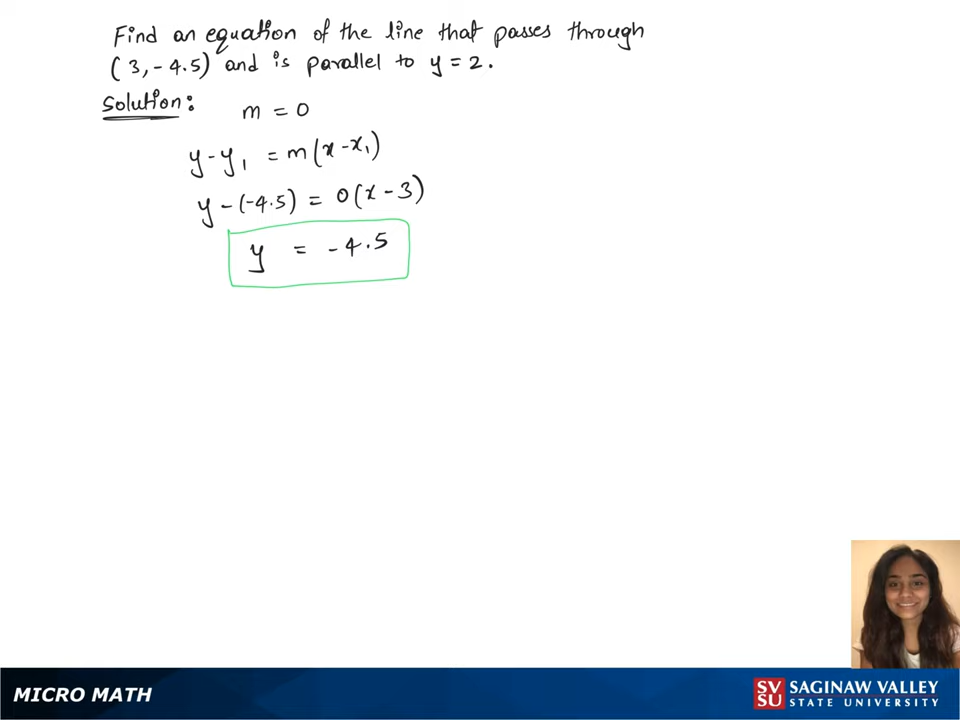 Find an equation of the line that passes through
(3, -4.5) and is parallel to y = 2.
Solution:
m = 0
y - y₁ = m(x - x₁)
y - (-4.5) = 0(x - 3)
y = -4.5
MICRO MATH
SV
SU
SAGINAW VALLEY
STATE UNIVERSITY